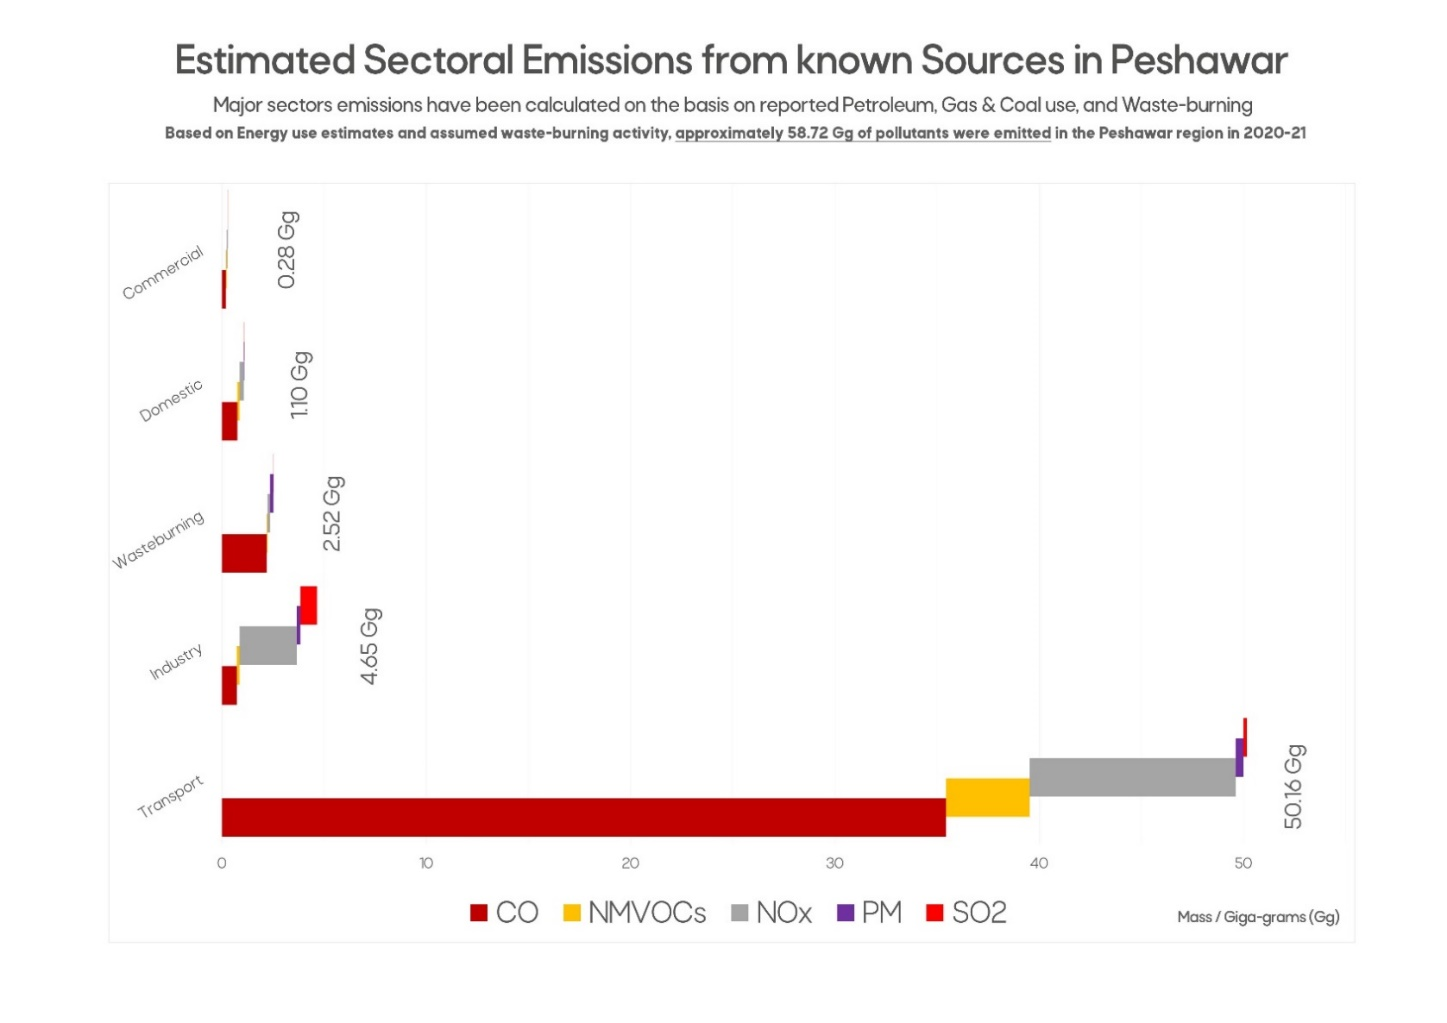 Estimated Sectoral Emissions from known Sources in Peshawar
Major sectors emissions have been calculated on the basis on reported Petroleum, Gas & Coal use, and Waste-burning
Based on Energy use estimates and assumed waste-burning activity, approximately 58.72 Gg of pollutants were emitted in the Peshawar region in 2020-21
Commercial
0.28 Gg
Domestic
1.10 Gg
Wasteburning
2.52 Gg
Industry
4.65 Gg
Transport
50.16 Gg
0 10 20 30 40 50
CO NMVOCs NOx PM SO2
Mass / Giga-grams (Gg)